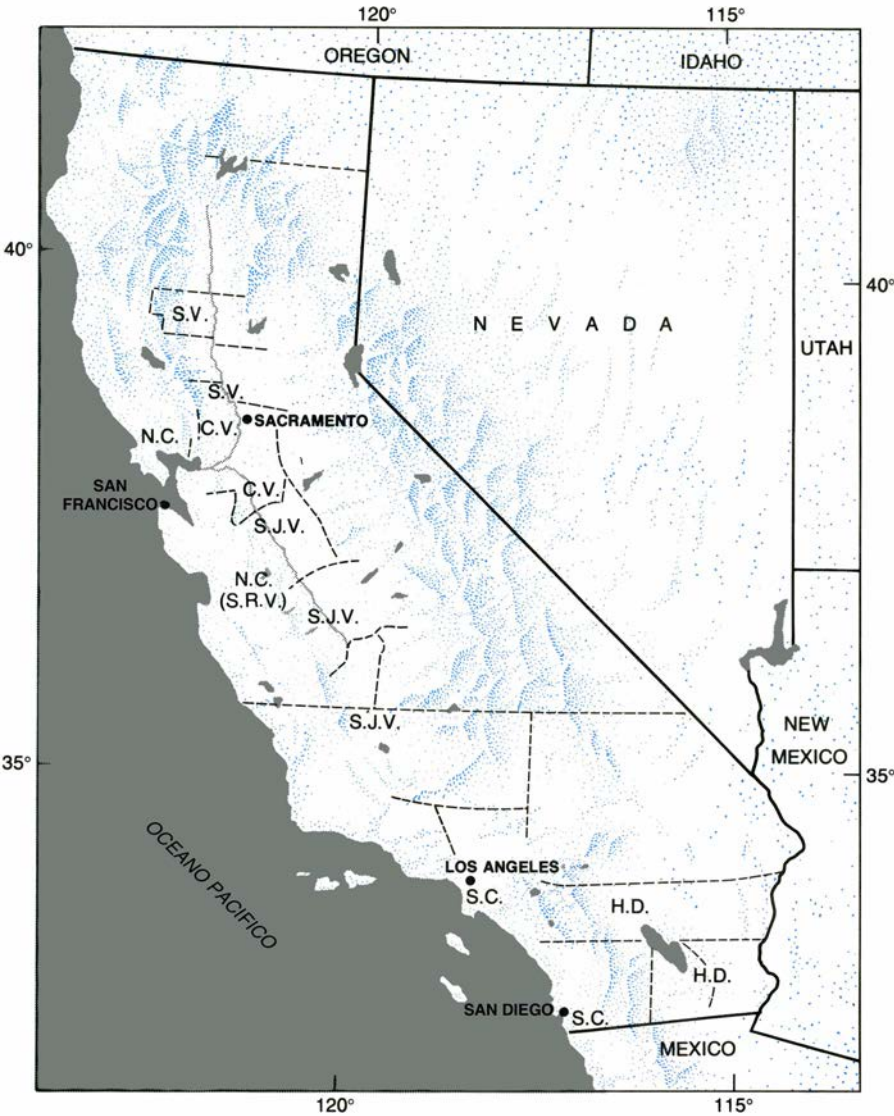 120°
115°
OREGON
IDAHO
40°
40°
S.V.
N E V A D A
UTAH
S.V.
SACRAMENTO
C.V.
N.C.
SAN
FRANCISCO
C.V.
S.J.V.
N.C.
(S.R.V.)
S.J.V.
S.J.V.
NEW
MEXICO
35°
35°
OCEANO PACIFICO
LOS ANGELES
S.C.
H.D.
H.D.
SAN DIEGO
S.C.
MEXICO
120°
115°